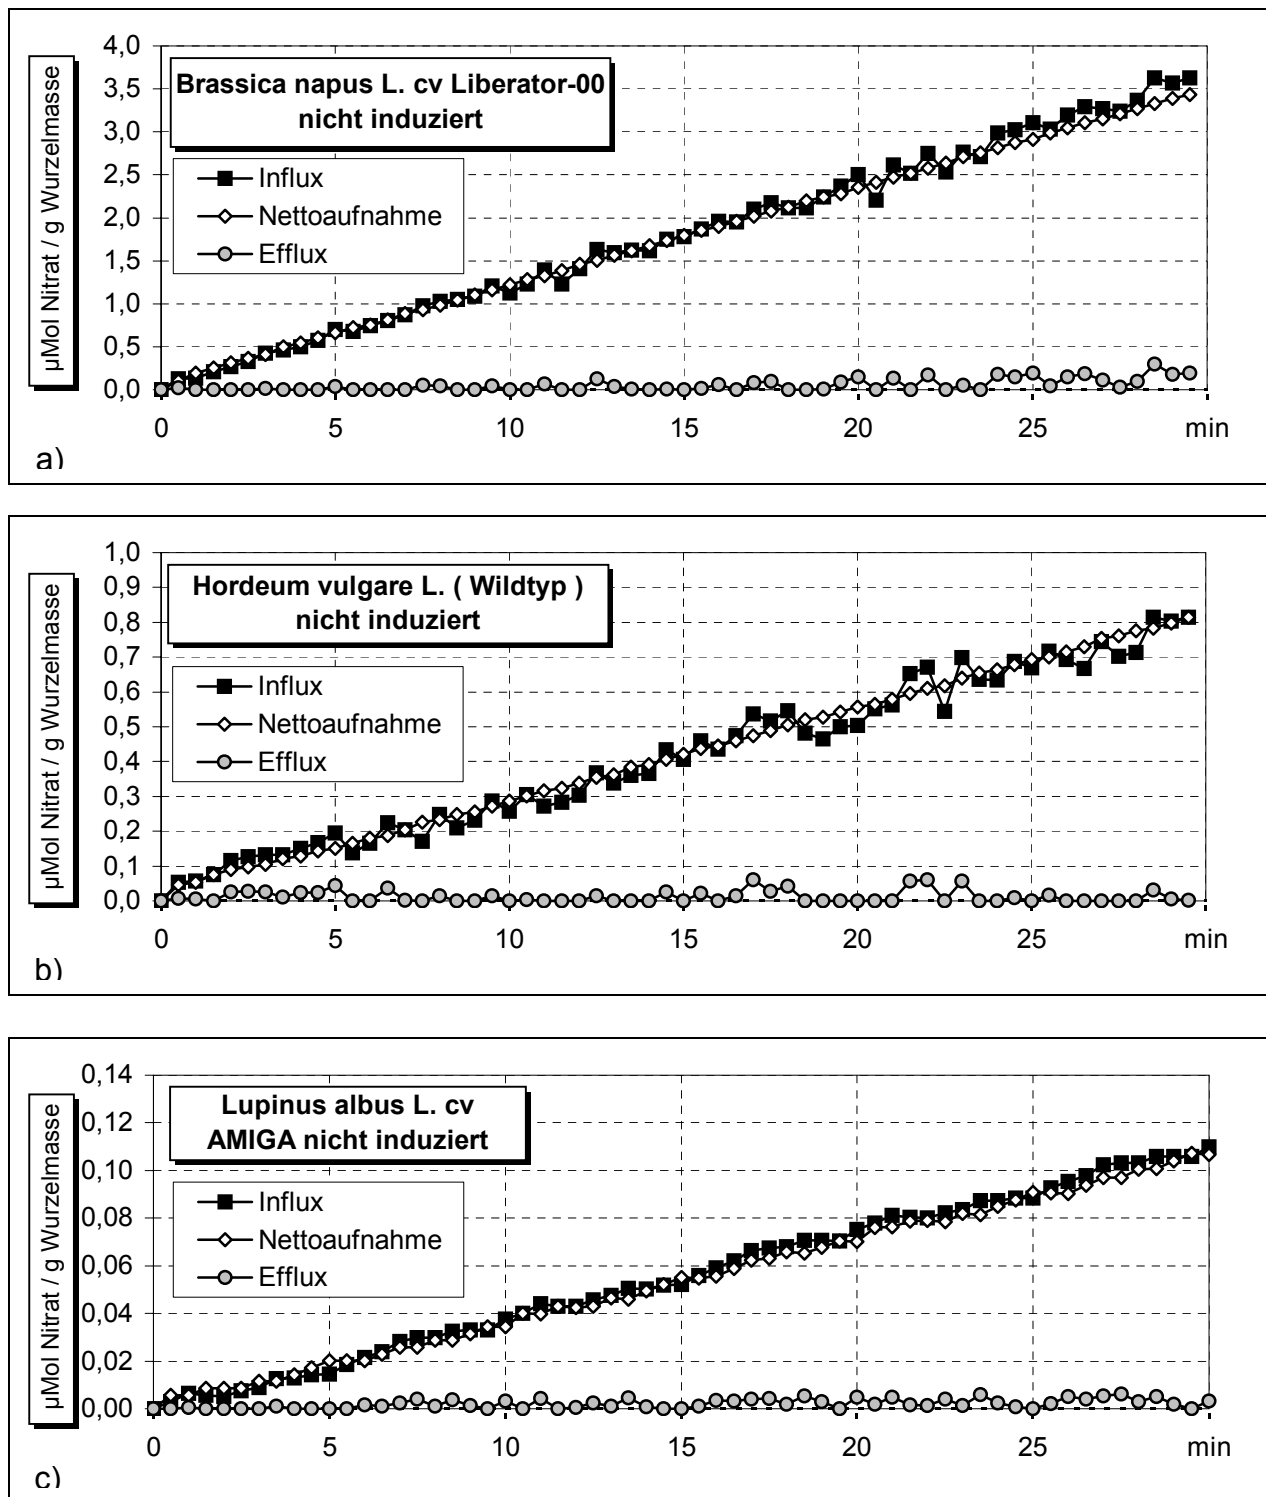 4,0
3,5
3,0
2,5
2,0
1,5
1,0
0,5
0,0
µMol Nitrat / g Wurzelmasse
Brassica napus L. cv Liberator-00
nicht induziert
Influx
Nettoaufnahme
Efflux
0 5 10 15 20 25 min
a)
1,0
0,9
0,8
0,7
0,6
0,5
0,4
0,3
0,2
0,1
0,0
µMol Nitrat / g Wurzelmasse
Hordeum vulgare L. ( Wildtyp )
nicht induziert
Influx
Nettoaufnahme
Efflux
0 5 10 15 20 25 min
b)
0,14
0,12
0,10
0,08
0,06
0,04
0,02
0,00
µMol Nitrat / g Wurzelmasse
Lupinus albus L. cv
AMIGA nicht induziert
Influx
Nettoaufnahme
Efflux
0 5 10 15 20 25 min
c)